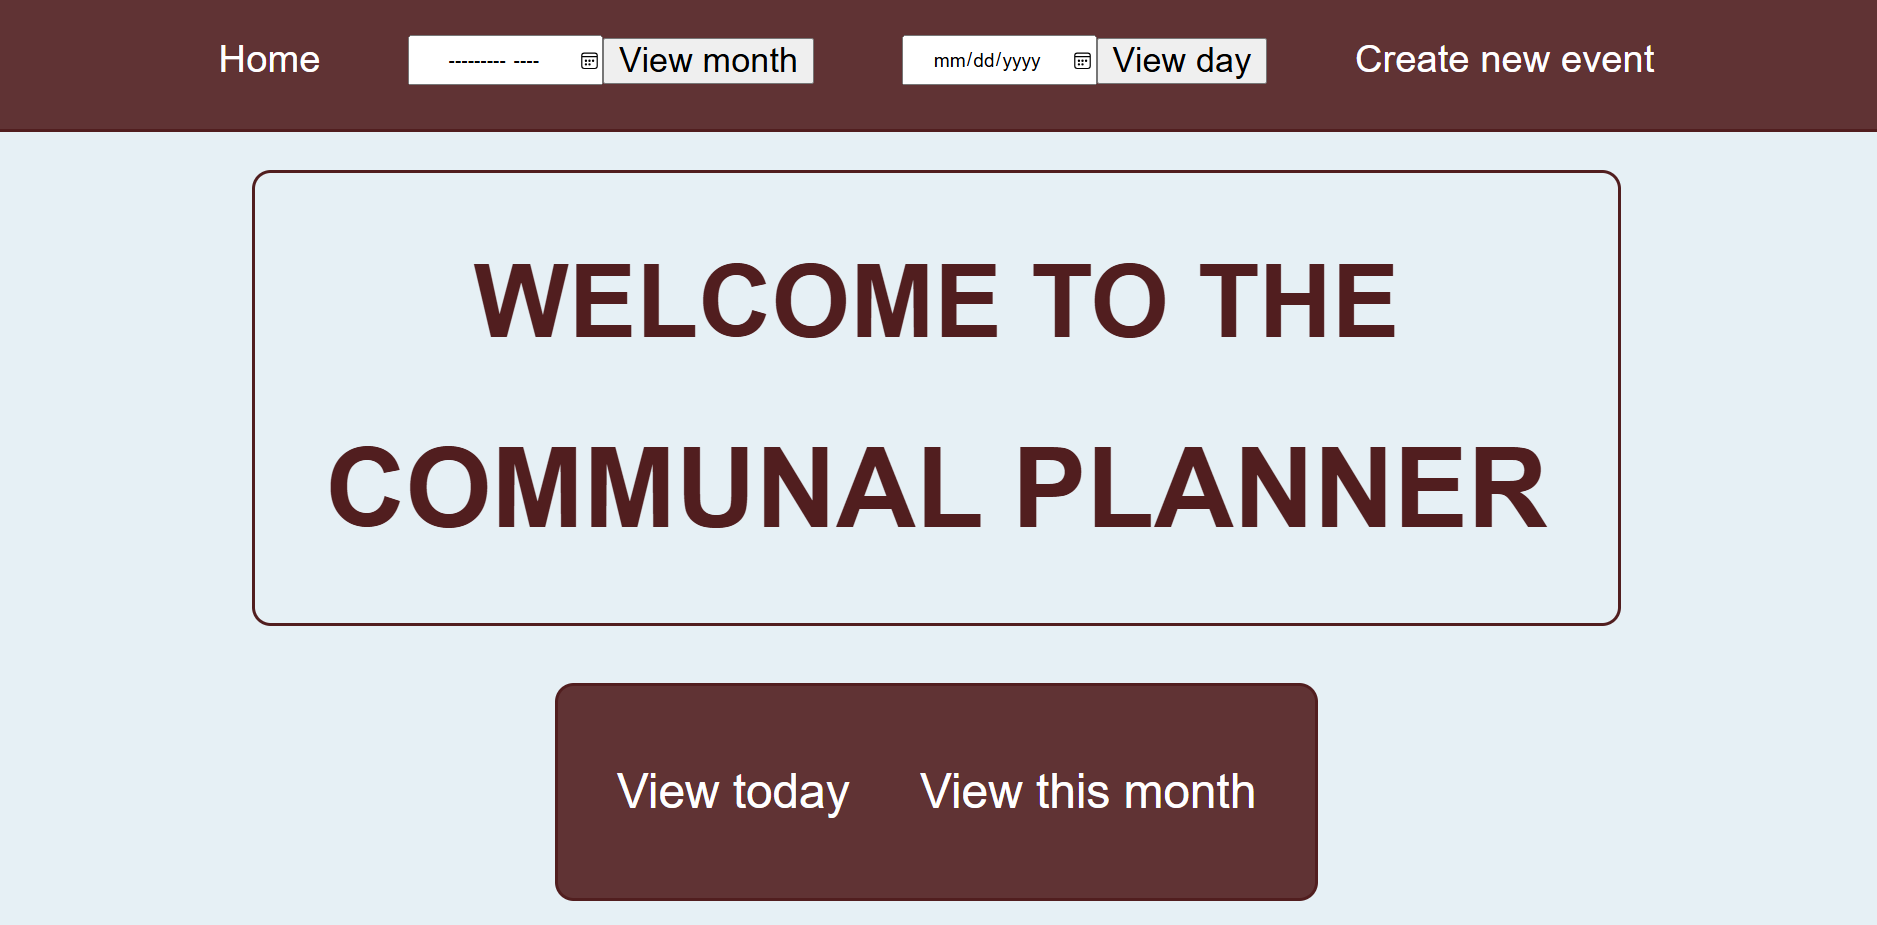 Home --------- ---- View month mm/dd/yyyy View day Create new event
WELCOME TO THE
COMMUNAL PLANNER
View today View this month